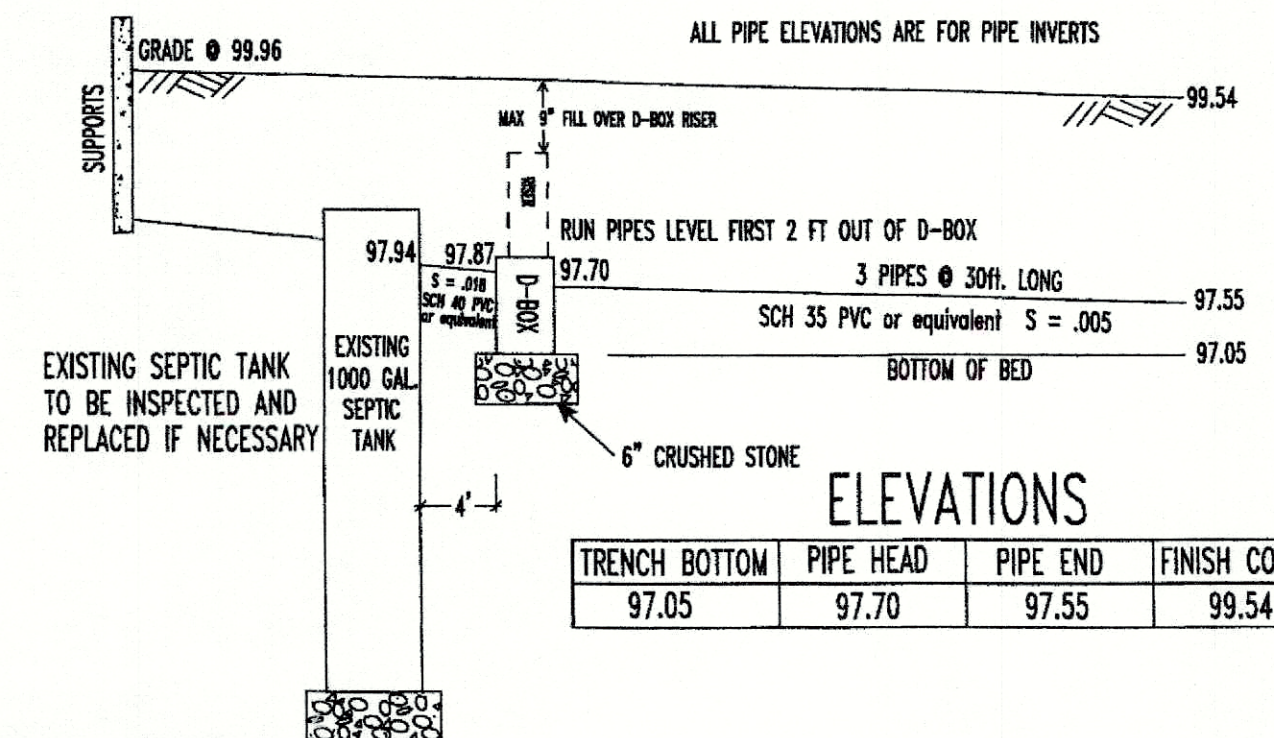 ALL PIPE ELEVATIONS ARE FOR PIPE INVERTS
GRADE @ 99.96
SUPPORTS
99.54
MAX 9" FILL OVER D-BOX RISER
RISER
RUN PIPES LEVEL FIRST 2 FT OUT OF D-BOX
97.94
97.87
97.70
3 PIPES @ 30ft. LONG
97.55
S = .018
SCH 40 PVC
or equivalent
D-BOX
SCH 35 PVC or equivalent S = .005
97.05
BOTTOM OF BED
EXISTING SEPTIC TANK
TO BE INSPECTED AND
REPLACED IF NECESSARY
EXISTING
1000 GAL.
SEPTIC
TANK
6" CRUSHED STONE
4'
ELEVATIONS
TRENCH BOTTOM PIPE HEAD PIPE END FINISH CO
97.05 97.70 97.55 99.54